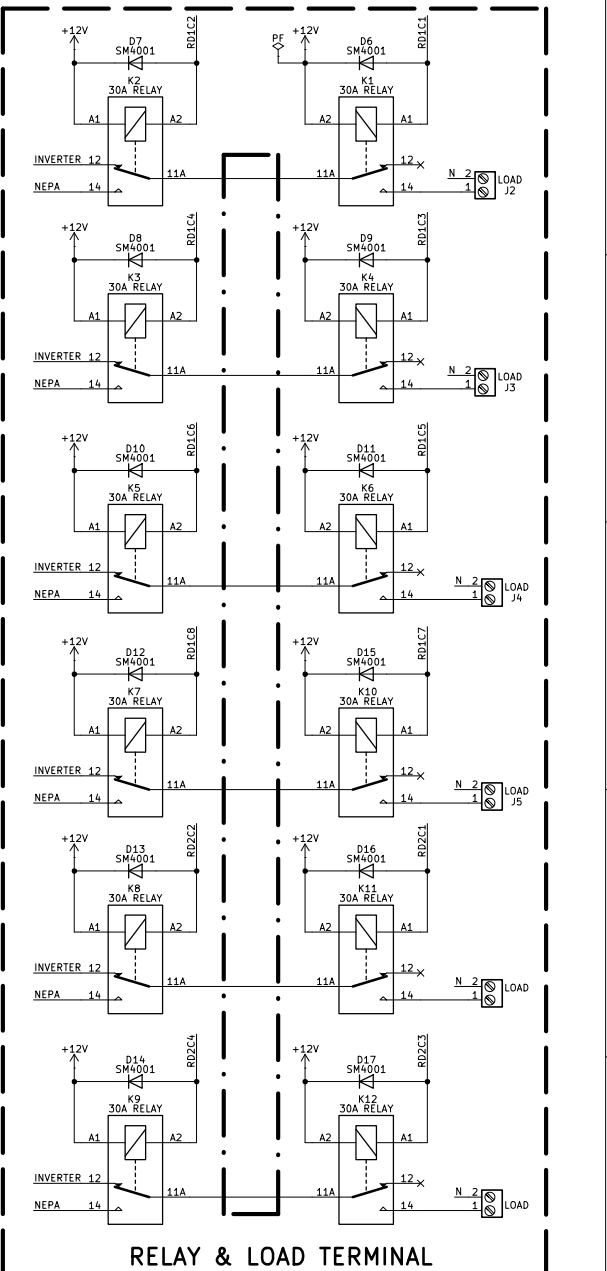 +12V
RD1C2
PF
+12V
RD1C1
D7
SM4001
D6
SM4001
K2
30A RELAY
K1
30A RELAY
A1
A2
A2
A1
INVERTER 12
11A
11A
12
N 2
LOAD
NEPA 14
14
1
J2
+12V
RD1C4
+12V
RD1C3
D8
SM4001
D9
SM4001
K3
30A RELAY
K4
30A RELAY
A1
A2
A2
A1
INVERTER 12
11A
11A
12
N 2
LOAD
NEPA 14
14
1
J3
+12V
RD1C6
+12V
RD1C5
D10
SM4001
D11
SM4001
K5
30A RELAY
K6
30A RELAY
A1
A2
A2
A1
INVERTER 12
11A
11A
12
N 2
LOAD
NEPA 14
14
1
J4
+12V
RD1C8
+12V
RD1C7
D12
SM4001
D15
SM4001
K7
30A RELAY
K10
30A RELAY
A1
A2
A2
A1
INVERTER 12
11A
11A
12
N 2
LOAD
NEPA 14
14
1
J5
+12V
RD2C2
+12V
RD2C1
D13
SM4001
D16
SM4001
K8
30A RELAY
K11
30A RELAY
A1
A2
A2
A1
INVERTER 12
11A
11A
12
N 2
LOAD
NEPA 14
14
1
+12V
RD2C4
+12V
RD2C3
D14
SM4001
D17
SM4001
K9
30A RELAY
K12
30A RELAY
A1
A2
A2
A1
INVERTER 12
11A
11A
12
N 2
LOAD
NEPA 14
14
1
RELAY & LOAD TERMINAL